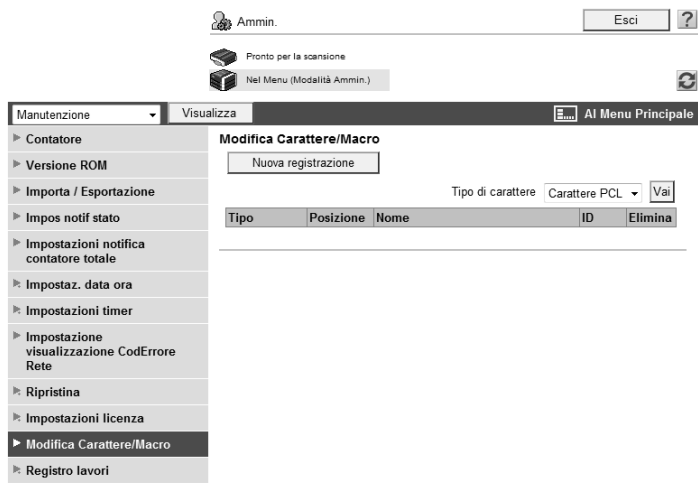 Ammin.
Esci
?
Pronto per la scansione
Nel Menu (Modalità Ammin.)
Manutenzione
Visualizza
Al Menu Principale
Contatore
Versione ROM
Importa / Esportazione
Impos notif stato
Impostazioni notifica
contatore totale
Impostaz. data ora
Impostazioni timer
Impostazione
visualizzazione CodErrore
Rete
Ripristina
Impostazioni licenza
Modifica Carattere/Macro
Registro lavori
Modifica Carattere/Macro
Nuova registrazione
Tipo di carattere Carattere PCL Vai
Tipo Posizione Nome ID Elimina